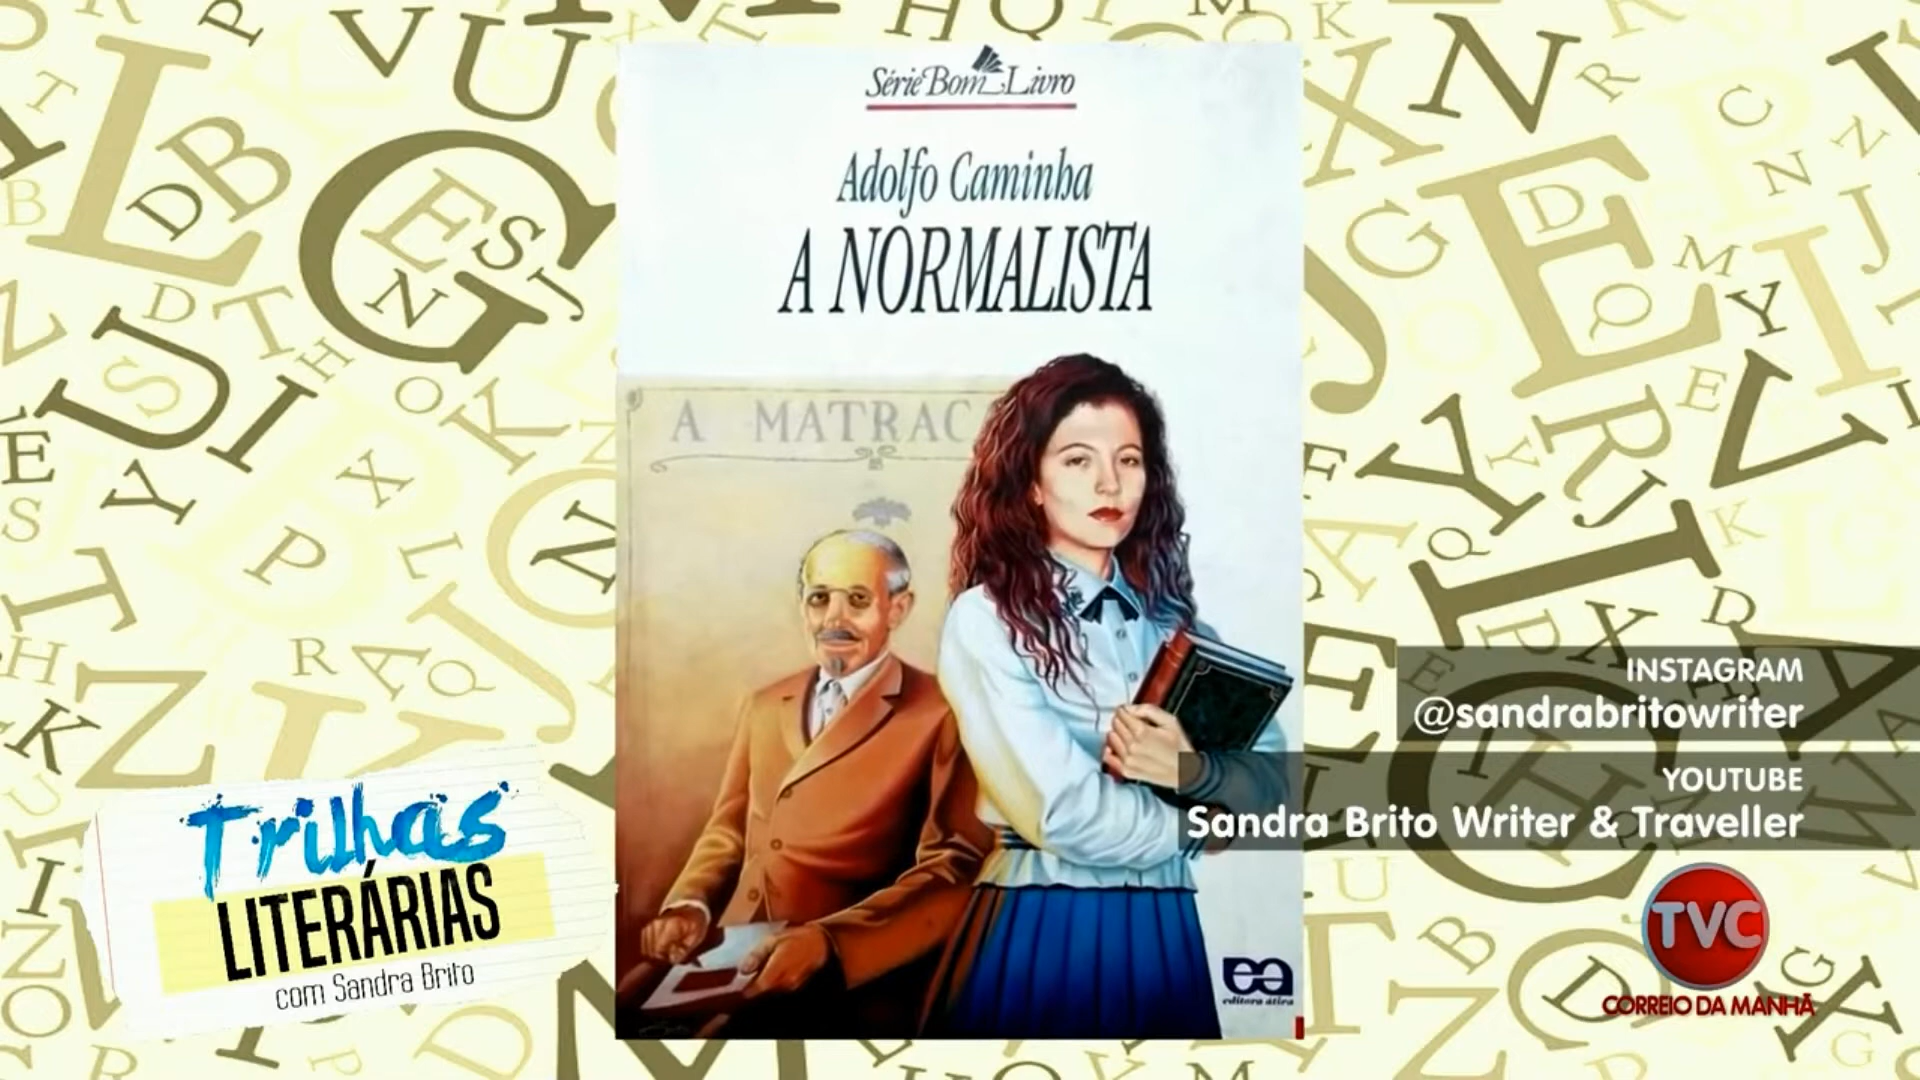 Série Bom Livro
Adolfo Caminha
A NORMALISTA
A MATRAC
editora ática
Trilhas
LITERÁRIAS
com Sandra Brito
INSTAGRAM
@sandrabritowriter
YOUTUBE
Sandra Brito Writer & Traveller
TVC
CORREIO DA MANHÃ